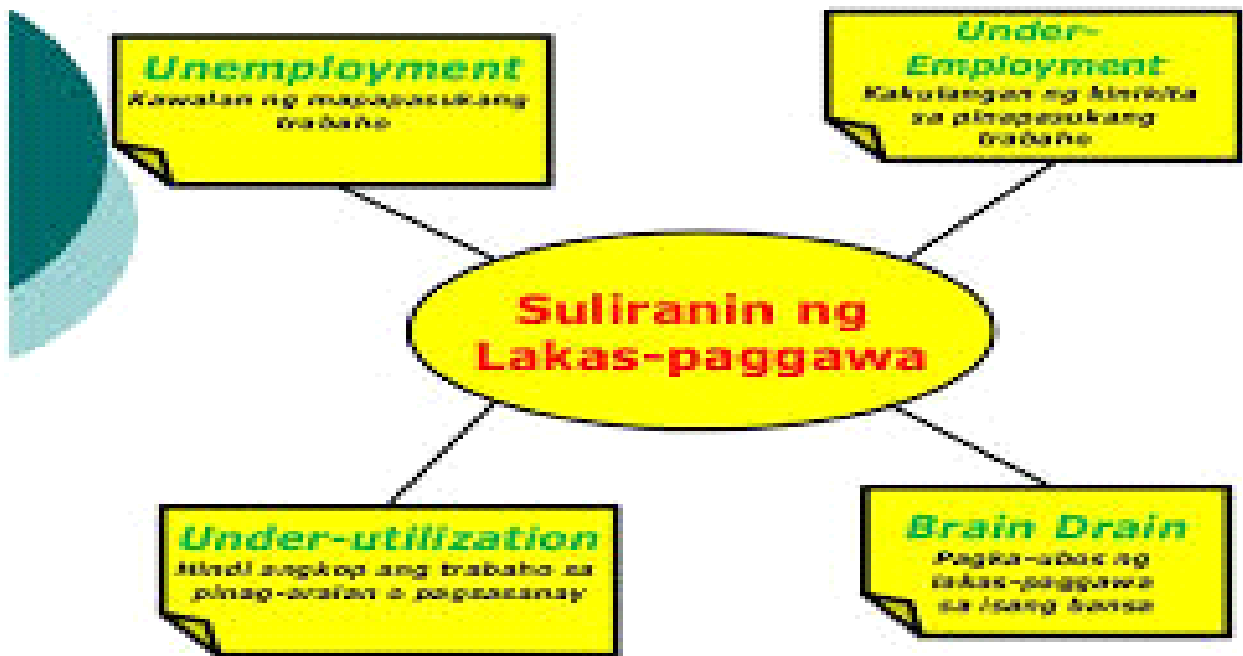 Unemployment
Kawalan ng mapapasukang
trabaho
Under-
Employment
Kakulangan ng kinikita
sa pinapasukang
trabaho
Suliranin ng
Lakas-paggawa
Under-utilization
Hindi angkop ang trabaho sa
pinag-aralan o pagsasanay
Brain Drain
Pagka-ubos ng
lakas-paggawa
sa isang bansa